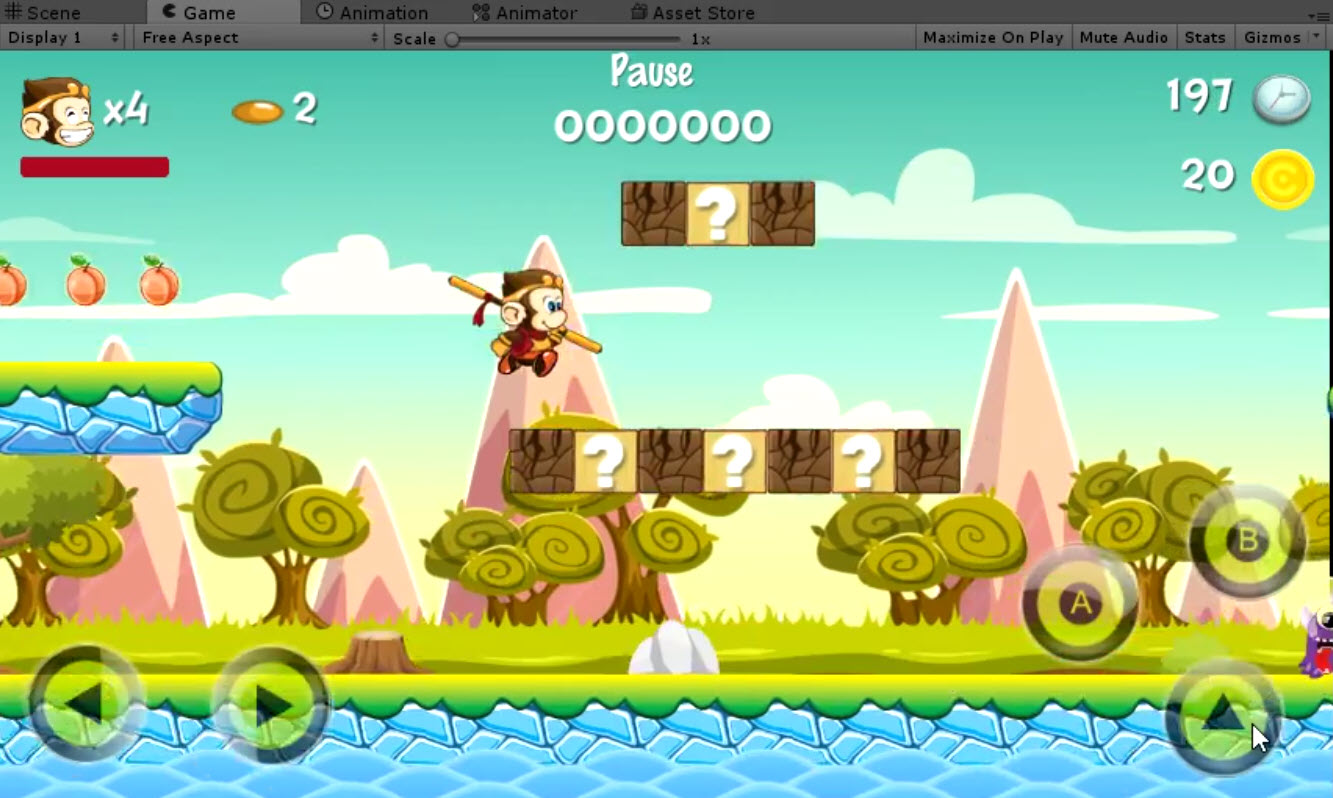 Scene Game Animation Animator Asset Store
Display 1 Free Aspect Scale 1x Maximize On Play Mute Audio Stats Gizmos
Pause
x4 2 0000000 197
20 C
? 
? ? ?
B
A